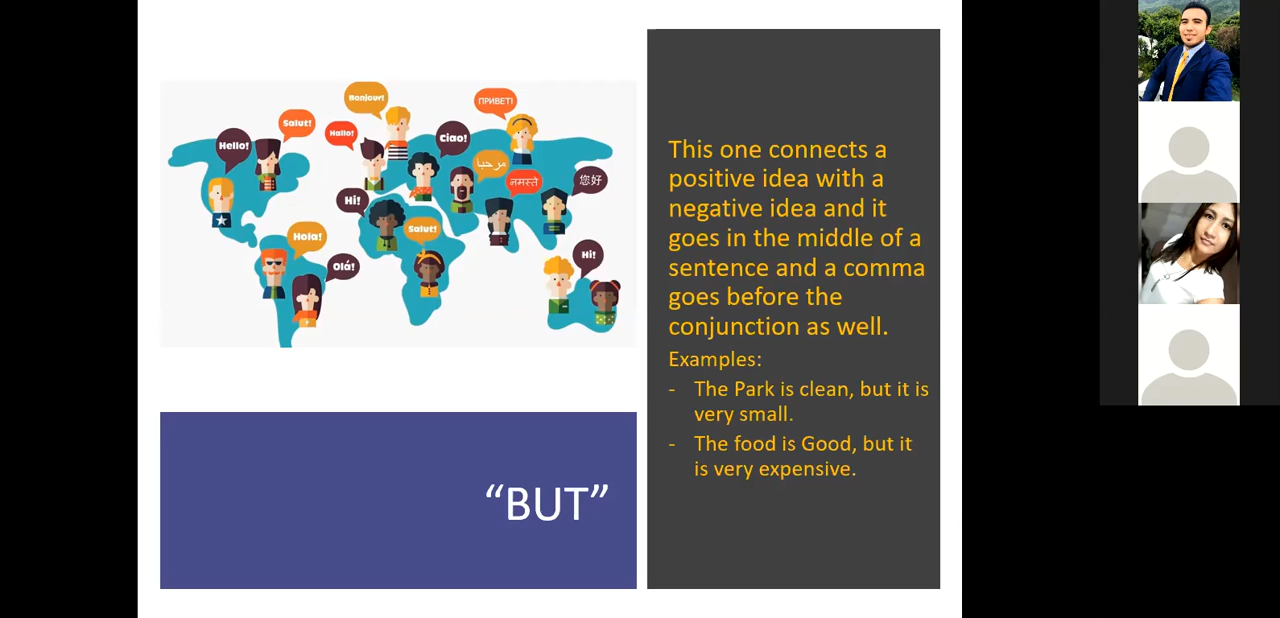 Bonjour!
ПРИВЕТ!
Salut!
Hallo!
Ciao!
Hello!
مرحبا
नमस्ते
您好
Hi!
Salut!
Hola!
Hi!
Olá!
This one connects a
positive idea with a
negative idea and it
goes in the middle of a
sentence and a comma
goes before the
conjunction as well.
Examples:
- The Park is clean, but it is
very small.
- The food is Good, but it
is very expensive.
“BUT”